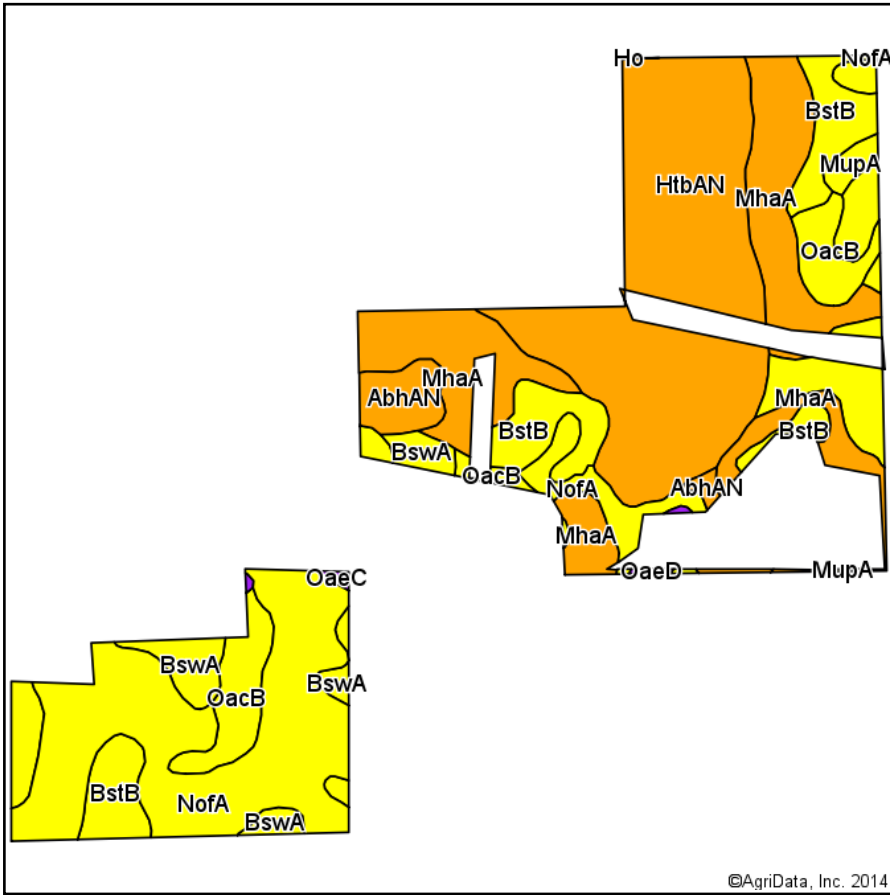 Ho
NofA
BstB
MupA
HtbAN
MhaA
OacB
MhaA
AbhAN
MhaA
BstB
BstB
BswA
OacB
NofA
AbhAN
MhaA
OaeD
MupA
OaeC
BswA
BswA
OacB
BstB
NofA
BswA
©AgriData, Inc. 2014